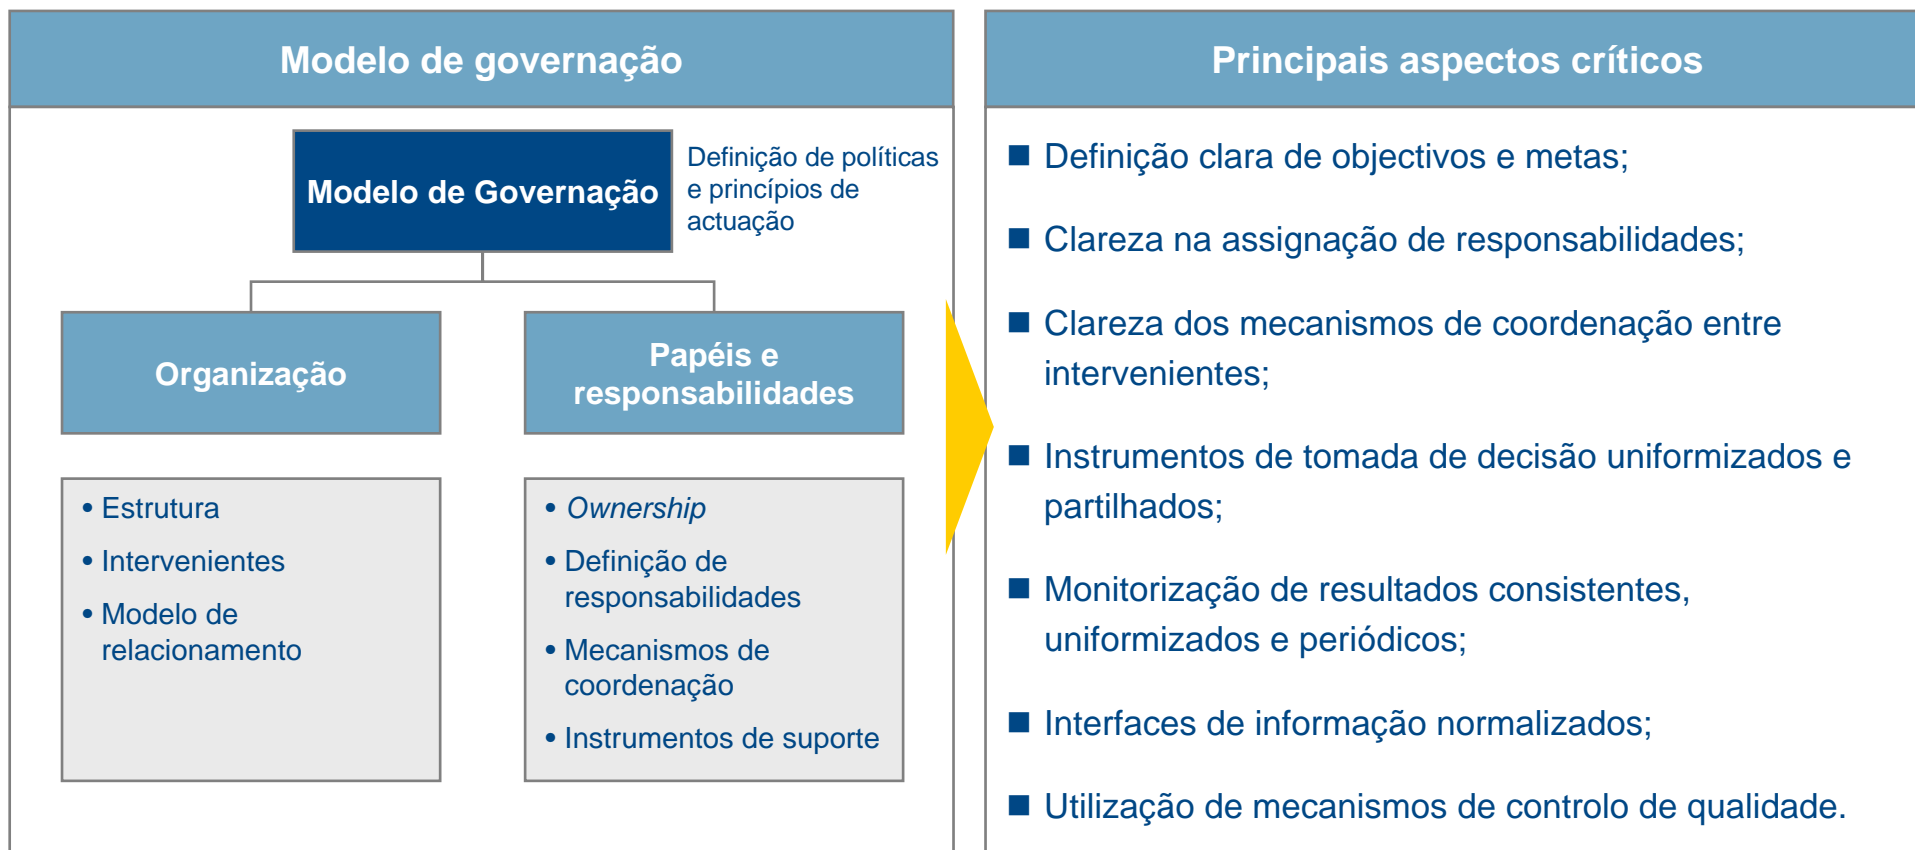 Modelo de governação
Modelo de Governação
Definição de políticas
e princípios de
actuação
Organização
Papéis e
responsabilidades
• Estrutura
• Intervenientes
• Modelo de
relacionamento
• Ownership
• Definição de
responsabilidades
• Mecanismos de
coordenação
• Instrumentos de suporte
Principais aspectos críticos
■ Definição clara de objectivos e metas;
■ Clareza na assignação de responsabilidades;
■ Clareza dos mecanismos de coordenação entre
intervenientes;
■ Instrumentos de tomada de decisão uniformizados e
partilhados;
■ Monitorização de resultados consistentes,
uniformizados e periódicos;
■ Interfaces de informação normalizados;
■ Utilização de mecanismos de controlo de qualidade.